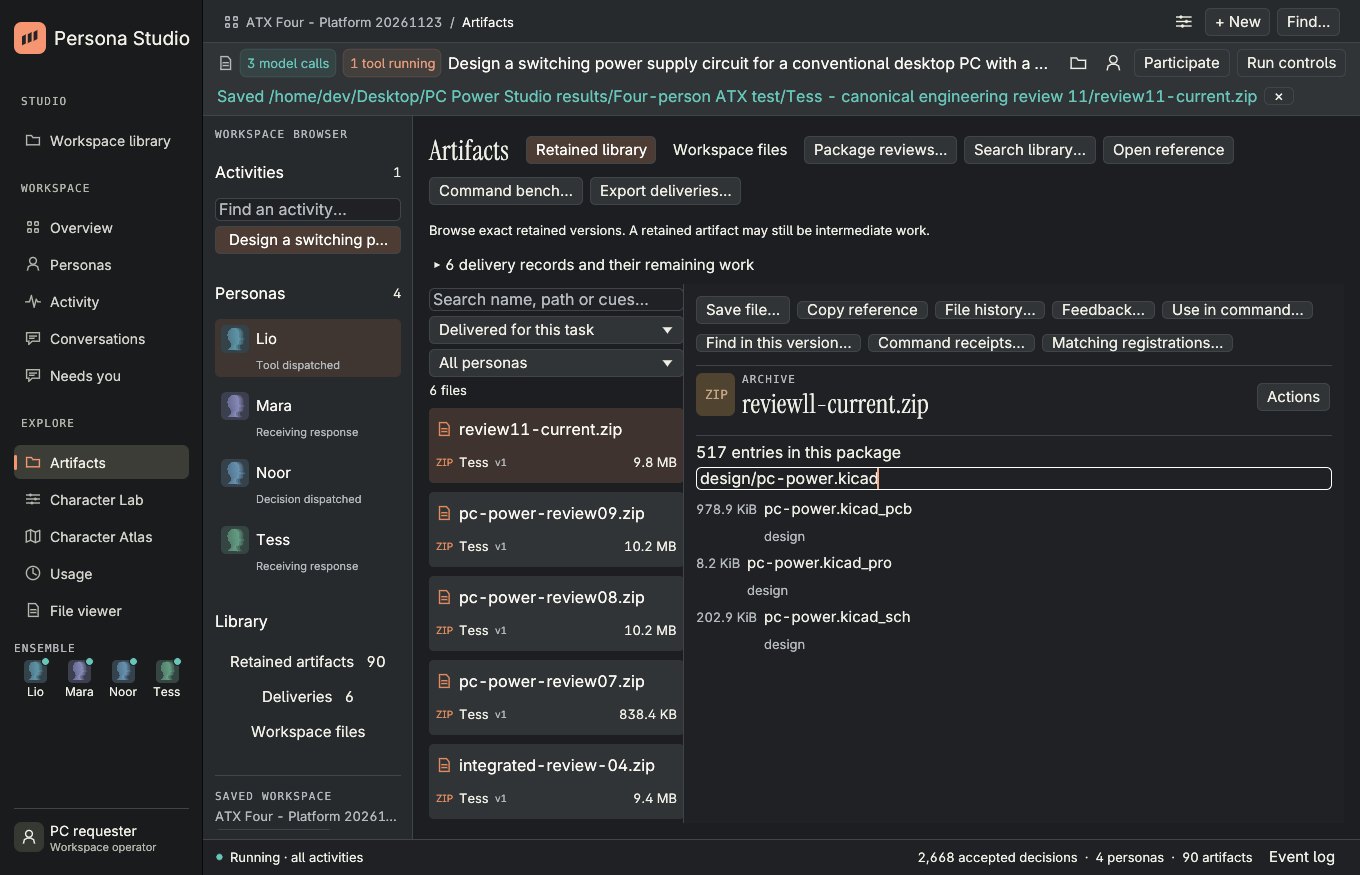 Persona Studio
STUDIO
Workspace library
WORKSPACE
Overview
Personas
Activity
Conversations
Needs you
EXPLORE
Artifacts
Character Lab
Character Atlas
Usage
File viewer
ENSEMBLE
Lio Mara Noor Tess
PC requester
Workspace operator
ATX Four - Platform 20261123 / Artifacts
+ New
Find...
3 model calls
1 tool running
Design a switching power supply circuit for a conventional desktop PC with a ...
Participate
Run controls
Saved /home/dev/Desktop/PC Power Studio results/Four-person ATX test/Tess - canonical engineering review 11/review11-current.zip
×
WORKSPACE BROWSER
Activities 1
Find an activity...
Design a switching p...
Personas 4
Lio
Tool dispatched
Mara
Receiving response
Noor
Decision dispatched
Tess
Receiving response
Library
Retained artifacts 90
Deliveries 6
Workspace files
SAVED WORKSPACE
ATX Four - Platform 20261...
Artifacts
Retained library
Workspace files
Package reviews...
Search library...
Open reference
Command bench...
Export deliveries...
Browse exact retained versions. A retained artifact may still be intermediate work.
▸ 6 delivery records and their remaining work
Search name, path or cues...
Delivered for this task
All personas
6 files
review11-current.zip
ZIP Tess v1 9.8 MB
pc-power-review09.zip
ZIP Tess v1 10.2 MB
pc-power-review08.zip
ZIP Tess v1 10.2 MB
pc-power-review07.zip
ZIP Tess v1 838.4 KB
integrated-review-04.zip
ZIP Tess v1 9.4 MB
Save file...
Copy reference
File history...
Feedback...
Use in command...
Find in this version...
Command receipts...
Matching registrations...
ZIP
ARCHIVE
review11-current.zip
Actions
517 entries in this package
design/pc-power.kicad
978.9 KiB pc-power.kicad_pcb
design
8.2 KiB pc-power.kicad_pro
design
202.9 KiB pc-power.kicad_sch
design
Running · all activities
2,668 accepted decisions · 4 personas · 90 artifacts
Event log